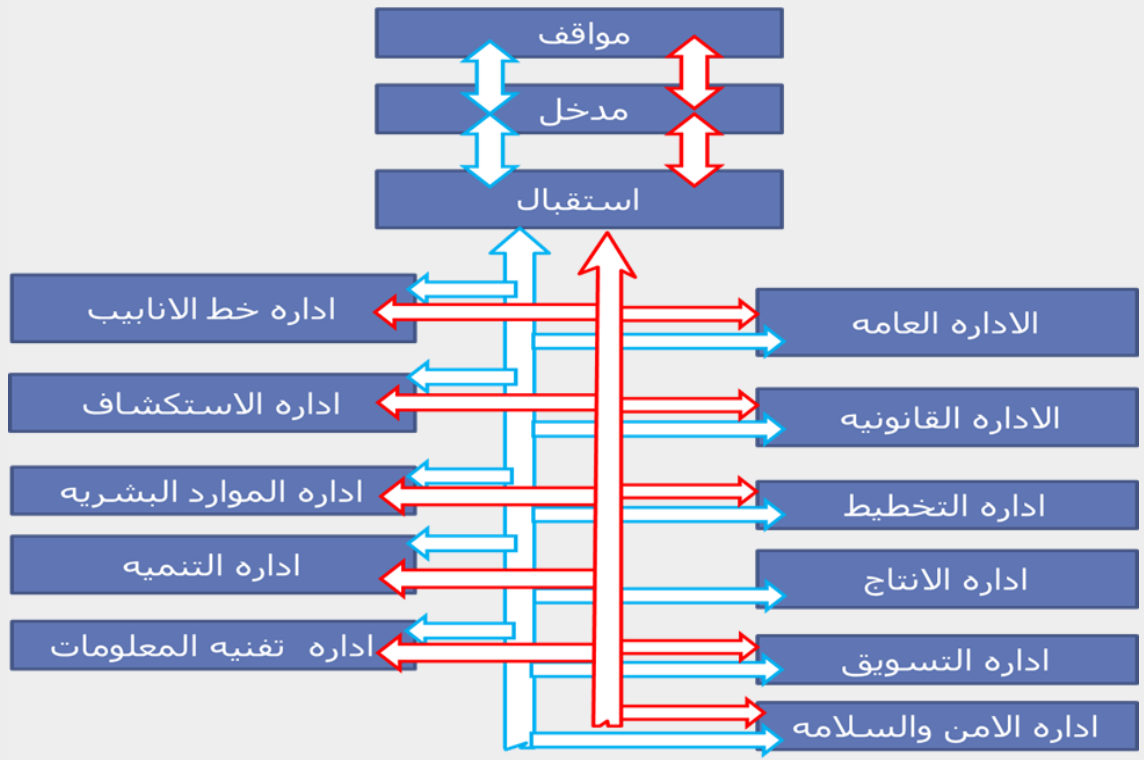 مواقف
مدخل
استقبال
الاداره العامه
اداره خط الانابيب
الاداره القانونيه
اداره الاستكشاف
اداره التخطيط
اداره الموارد البشريه
اداره الانتاج
اداره التنميه
اداره التسويق
اداره تفنيه المعلومات
اداره الامن والسلامه